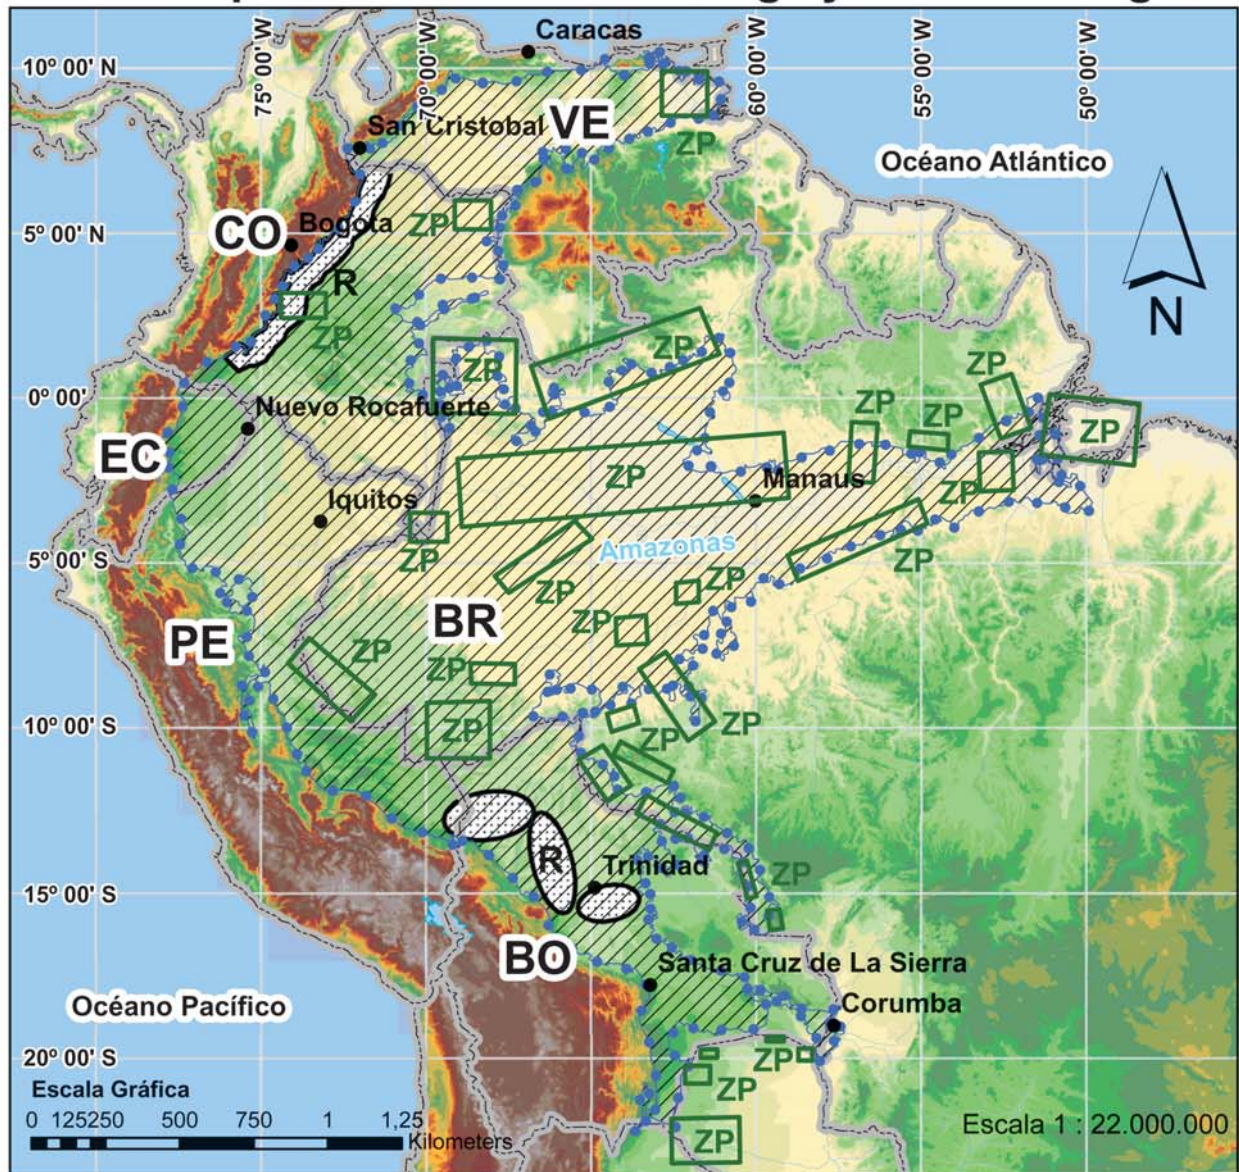 Caracas
75° 00' W
70° 00' W
60° 00' W
55° 00' W
50° 00' W
10° 00' N
VE
San Cristobal
ZP
Océano Atlántico
CO
Bogota
ZP
5° 00' N
R
N
ZP
ZP
ZP
ZP
0° 00'
Nuevo Rocafuerte
ZP
ZP
ZP
EC
ZP
Manaus
ZP
Iquitos
Amazonas
ZP
ZP
5° 00' S
ZP
ZP
BR
ZP
PE
ZP
ZP
10° 00' S
ZP
ZP
ZP
R
Trinidad
ZP
15° 00' S
BO
Santa Cruz de La Sierra
Océano Pacífico
Corumba
20° 00' S
ZP
ZP
Escala Gráfica
0 125250 500 750 1 1,25
Kilometers
ZP
Escala 1 : 22.000.000